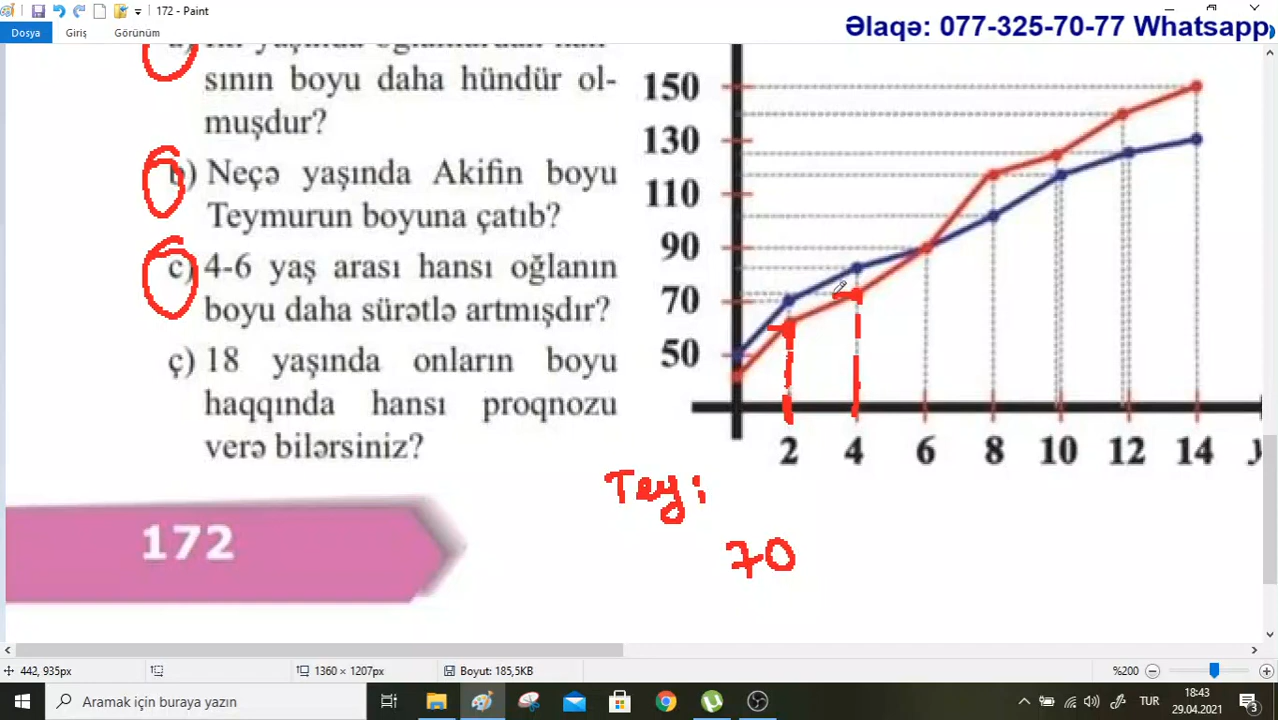 172 - Paint
Əlaqə: 077-325-70-77 Whatsapp
Dosya Giriş Görünüm
sının boyu daha hündür ol-
muşdur?
b) Neçə yaşında Akifin boyu
Teymurun boyuna çatıb?
c) 4-6 yaş arası hansı oğlanın
boyu daha sürətlə artmışdır?
ç) 18 yaşında onların boyu
haqqında hansı proqnozu
verə bilərsiniz?
150
130
110
90
70
50
2 4 6 8 10 12 14
Tey:
70
172
442, 935px
1360 × 1207px
Boyut: 185,5KB
%200
Aramak için buraya yazın
TUR
18:43
29.04.2021
3